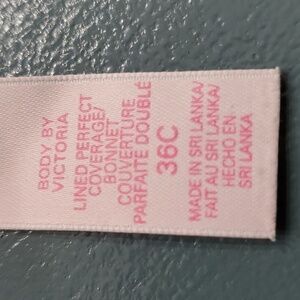 BODY BY
VICTORIA
LINED PERFECT
COVERAGE/
BONNET
COUVERTURE
PARFAITE DOUBLÉ
36C
MADE IN SRI LANKA/
FAIT AU SRI LANKA/
HECHO EN
SRI LANKA